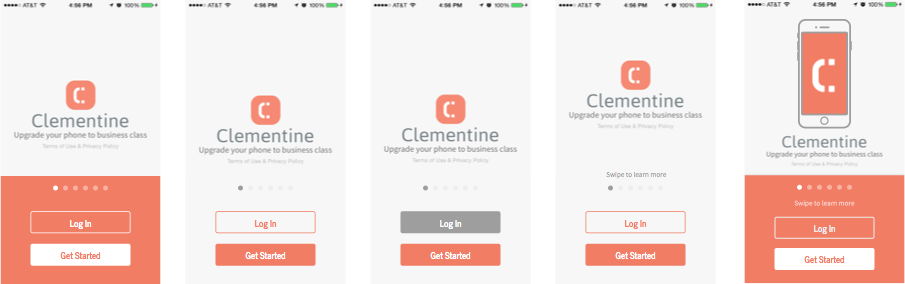 AT&T 4:56 PM 100%
Clementine
Upgrade your phone to business class
Terms of Use & Privacy Policy
Log In
Get Started
AT&T 4:56 PM 100%
Clementine
Upgrade your phone to business class
Terms of Use & Privacy Policy
Log In
Get Started
AT&T 4:56 PM 100%
Clementine
Upgrade your phone to business class
Terms of Use & Privacy Policy
Log In
Get Started
AT&T 4:56 PM 100%
Clementine
Upgrade your phone to business class
Terms of Use & Privacy Policy
Swipe to learn more
Log In
Get Started
AT&T 4:56 PM 100%
Clementine
Upgrade your phone to business class
Terms of Use & Privacy Policy
Swipe to learn more
Log In
Get Started